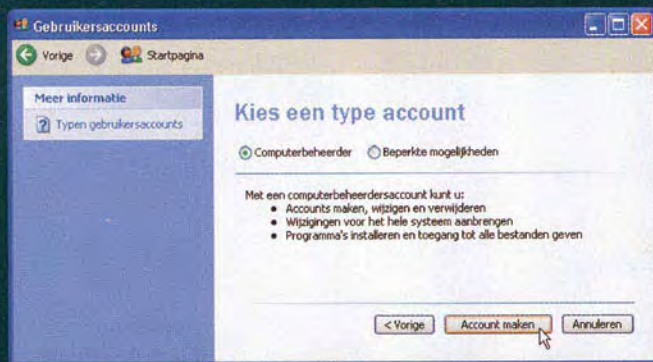 Gebruikersaccounts
Vorige Startpagina
Meer informatie
Typen gebruikersaccounts
Kies een type account
Computerbeheerder Beperkte mogelijkheden
Met een computerbeheerdersaccount kunt u:
• Accounts maken, wijzigen en verwijderen
• Wijzigingen voor het hele systeem aanbrengen
• Programma's installeren en toegang tot alle bestanden geven
< Vorige Account maken Annuleren